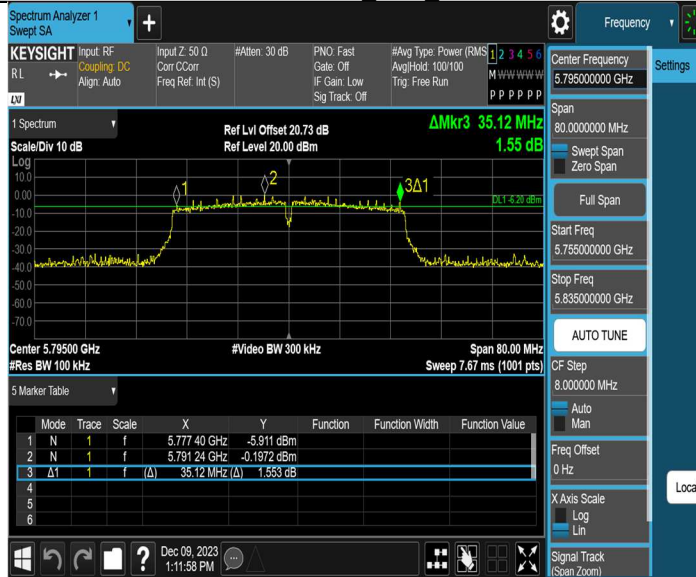 Spectrum Analyzer 1
Swept SA
+
Frequency
KEYSIGHT
RL
LXI
Input: RF
Coupling: DC
Align: Auto
Input Z: 50 Ω
Corr CCorr
Freq Ref: Int (S)
#Atten: 30 dB
PNO: Fast
Gate: Off
IF Gain: Low
Sig Track: Off
#Avg Type: Power (RMS
Avg|Hold: 100/100
Trig: Free Run
1 2 3 4 5 6
M W W W W W
P P P P P P
1 Spectrum
Scale/Div 10 dB
Ref Lvl Offset 20.73 dB
Ref Level 20.00 dBm
ΔMkr3 35.12 MHz
1.55 dB
Log
10.0
0.00
-10.0
-20.0
-30.0
-40.0
-50.0
-60.0
-70.0
1
2
3Δ1
DL1 -6.20 dBm
Center 5.79500 GHz
#Res BW 100 kHz
#Video BW 300 kHz
Span 80.00 MHz
Sweep 7.67 ms (1001 pts)
5 Marker Table
Mode Trace Scale X Y Function Function Width Function Value
1 N 1 f 5.777 40 GHz -5.911 dBm
2 N 1 f 5.791 24 GHz -0.1972 dBm
3 Δ1 1 f (Δ) 35.12 MHz (Δ) 1.553 dB
4
5
6
?
Dec 09, 2023
1:11:58 PM
Center Frequency
5.795000000 GHz
Span
80.0000000 MHz
Swept Span
Zero Span
Full Span
Start Freq
5.755000000 GHz
Stop Freq
5.835000000 GHz
AUTO TUNE
CF Step
8.000000 MHz
Auto
Man
Freq Offset
0 Hz
X Axis Scale
Log
Lin
Signal Track
(Span Zoom)
Settings
Loca